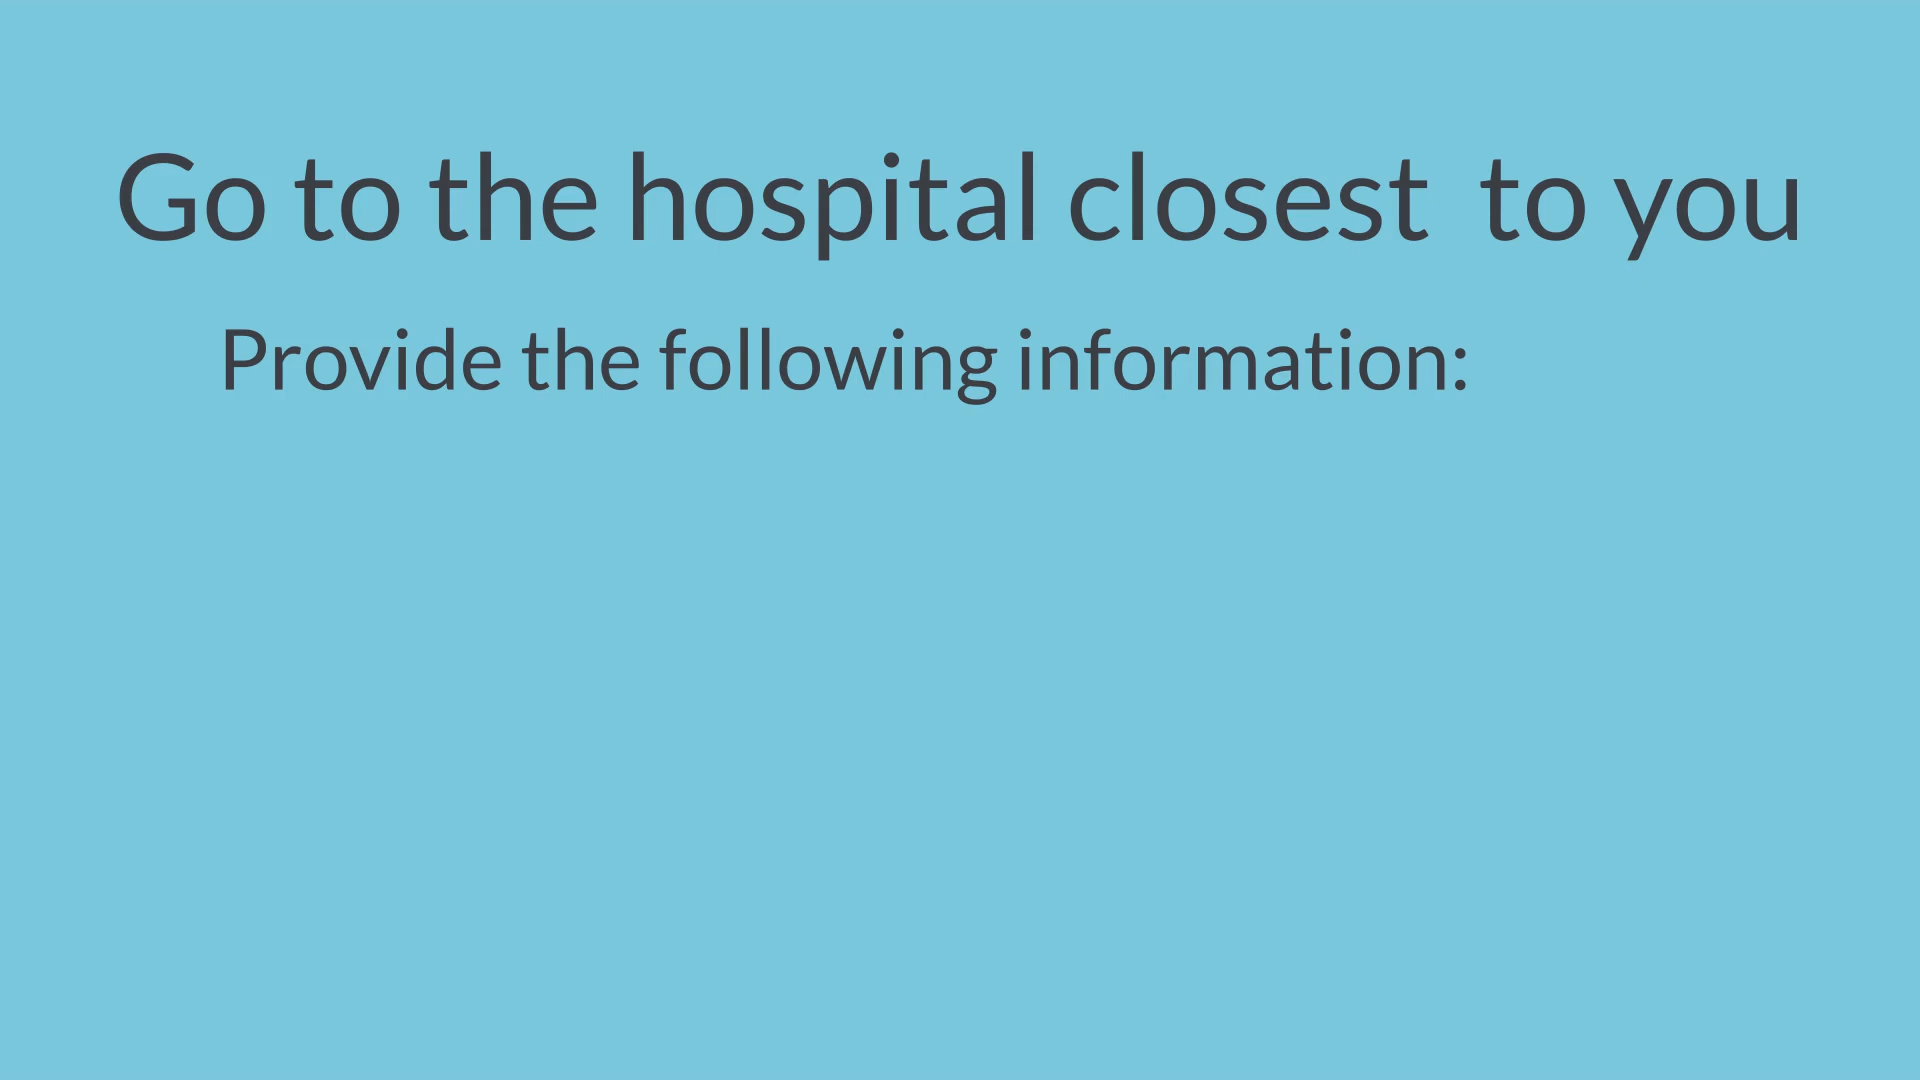 Go to the hospital closest  to you
Provide the following information: